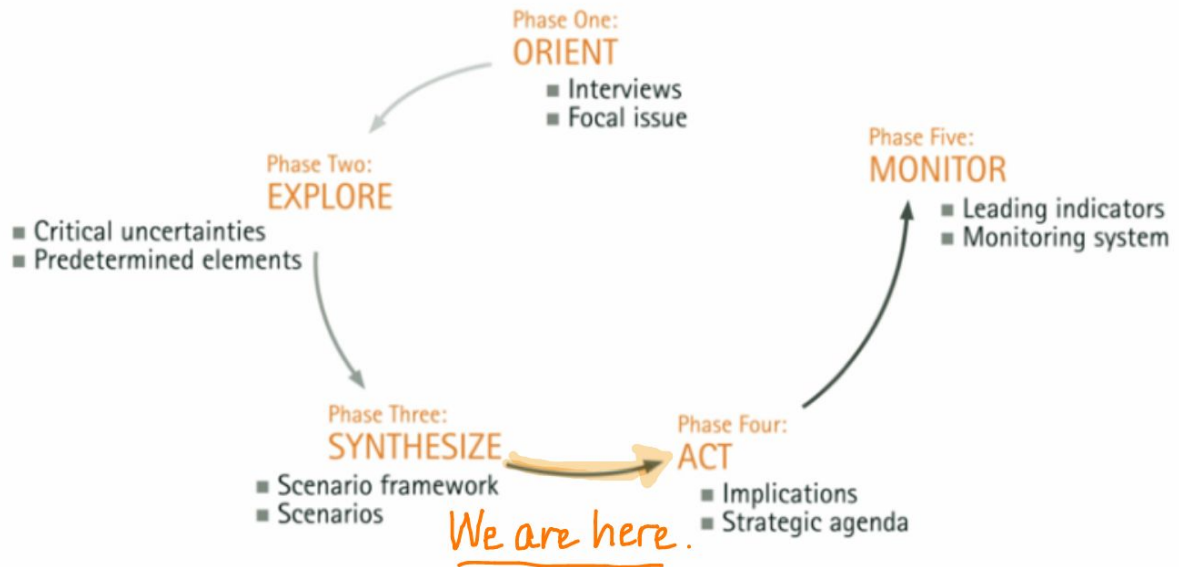 Phase One:
ORIENT
■ Interviews
■ Focal issue
Phase Two:
EXPLORE
■ Critical uncertainties
■ Predetermined elements
Phase Three:
SYNTHESIZE
■ Scenario framework
■ Scenarios
We are here.
Phase Four:
ACT
■ Implications
■ Strategic agenda
Phase Five:
MONITOR
■ Leading indicators
■ Monitoring system